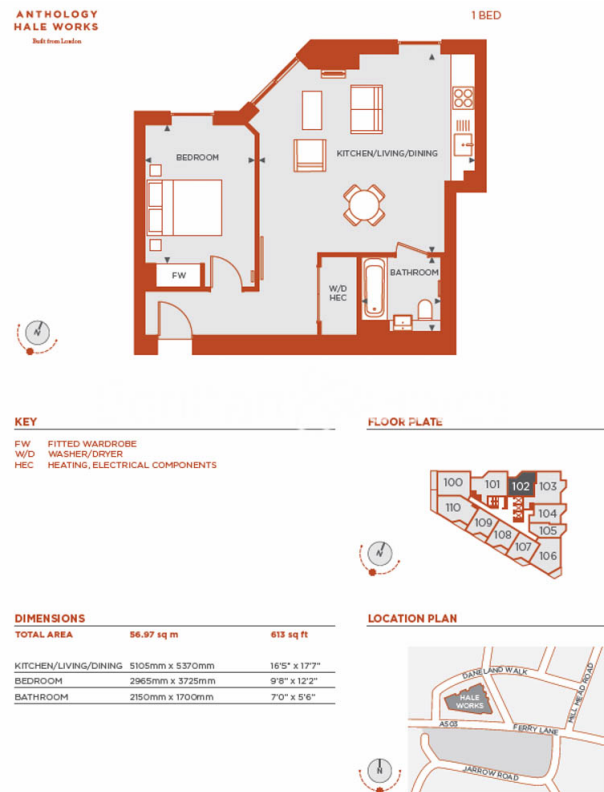 ANTHOLOGY
HALE WORKS
Built from London
1 BED
BEDROOM
KITCHEN/LIVING/DINING
FW
W/D
HEC
BATHROOM
N
KEY
FW FITTED WARDROBE
W/D WASHER/DRYER
HEC HEATING, ELECTRICAL COMPONENTS
FLOOR PLATE
100
101
102
103
104
105
106
107
108
109
110
N
DIMENSIONS
TOTAL AREA 56.97 sq m 613 sq ft
KITCHEN/LIVING/DINING 5105mm x 5370mm 16'5" x 17'7"
BEDROOM 2965mm x 3725mm 9'8" x 12'2"
BATHROOM 2150mm x 1700mm 7'0" x 5'6"
LOCATION PLAN
DANELAND WALK
HALE
WORKS
MILL MEAD ROAD
A503
FERRY LANE
JARROW ROAD
N